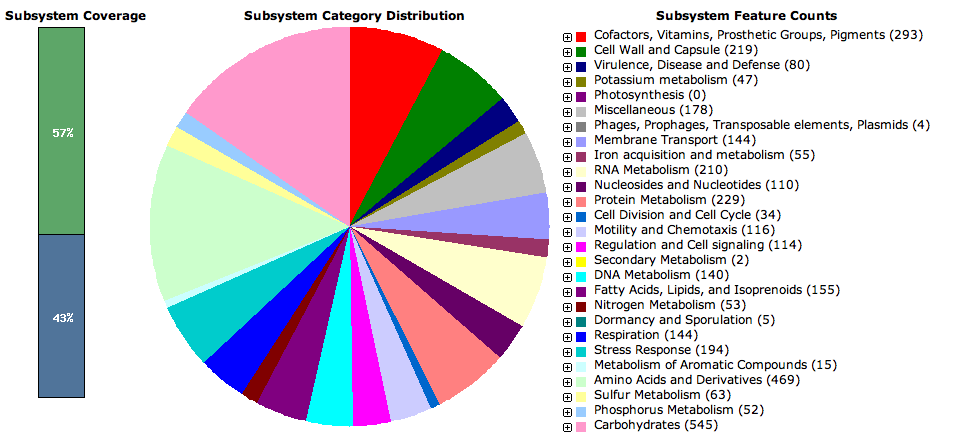 Subsystem Coverage
Subsystem Category Distribution
Subsystem Feature Counts
57%
43%
Cofactors, Vitamins, Prosthetic Groups, Pigments (293)
Cell Wall and Capsule (219)
Virulence, Disease and Defense (80)
Potassium metabolism (47)
Photosynthesis (0)
Miscellaneous (178)
Phages, Prophages, Transposable elements, Plasmids (4)
Membrane Transport (144)
Iron acquisition and metabolism (55)
RNA Metabolism (210)
Nucleosides and Nucleotides (110)
Protein Metabolism (229)
Cell Division and Cell Cycle (34)
Motility and Chemotaxis (116)
Regulation and Cell signaling (114)
Secondary Metabolism (2)
DNA Metabolism (140)
Fatty Acids, Lipids, and Isoprenoids (155)
Nitrogen Metabolism (53)
Dormancy and Sporulation (5)
Respiration (144)
Stress Response (194)
Metabolism of Aromatic Compounds (15)
Amino Acids and Derivatives (469)
Sulfur Metabolism (63)
Phosphorus Metabolism (52)
Carbohydrates (545)